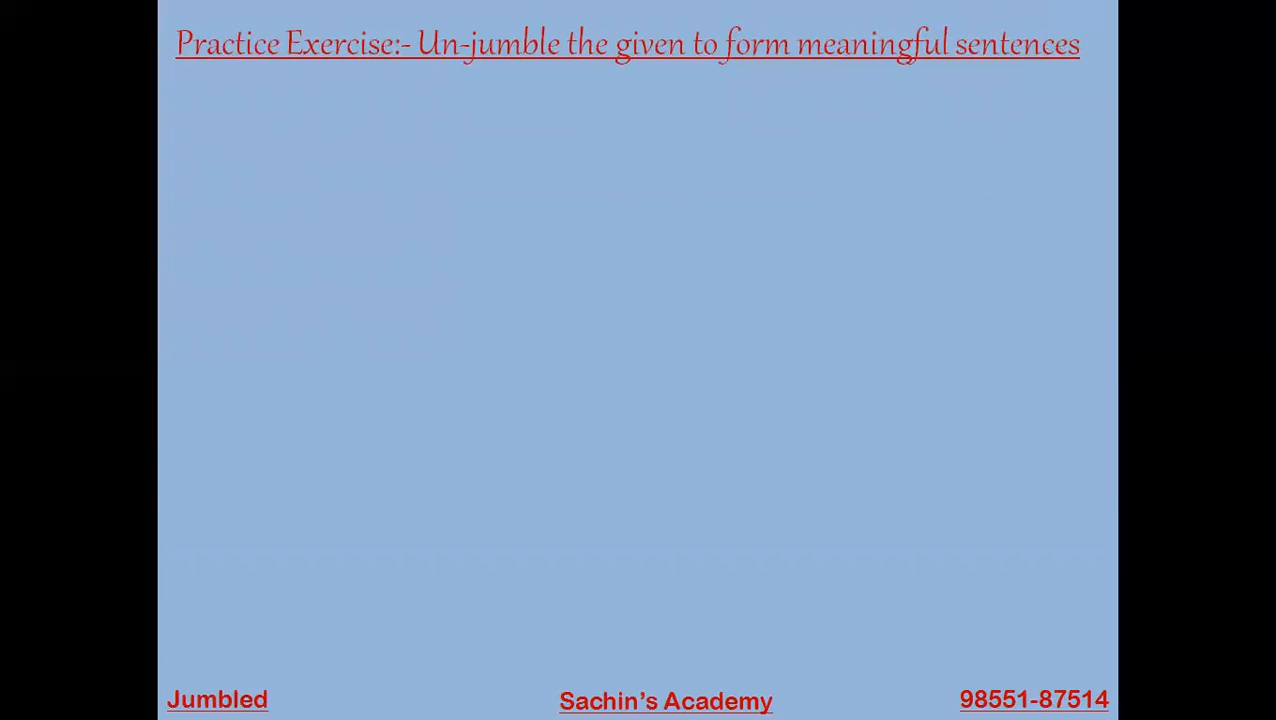 Practice Exercise:- Un-jumble the given to form meaningful sentences
Jumbled
Sachin's Academy
98551-87514